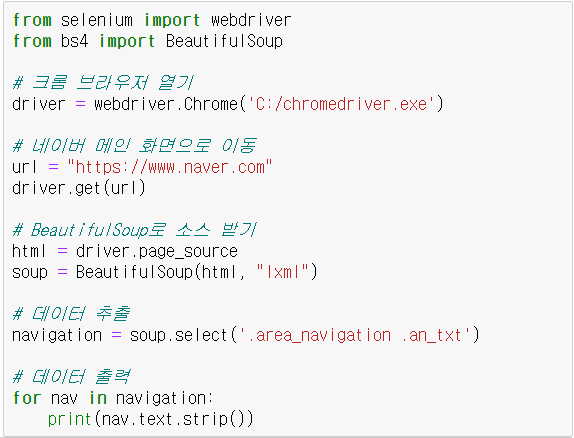 from selenium import webdriver
from bs4 import BeautifulSoup
# 크롬 브라우저 열기
driver = webdriver.Chrome('C:/chromedriver.exe')
# 네이버 메인 화면으로 이동
url = "https://www.naver.com"
driver.get(url)
# BeautifulSoup로 소스 받기
html = driver.page_source
soup = BeautifulSoup(html, "lxml")
# 데이터 추출
navigation = soup.select('.area_navigation .an_txt')
# 데이터 출력
for nav in navigation:
    print(nav.text.strip())